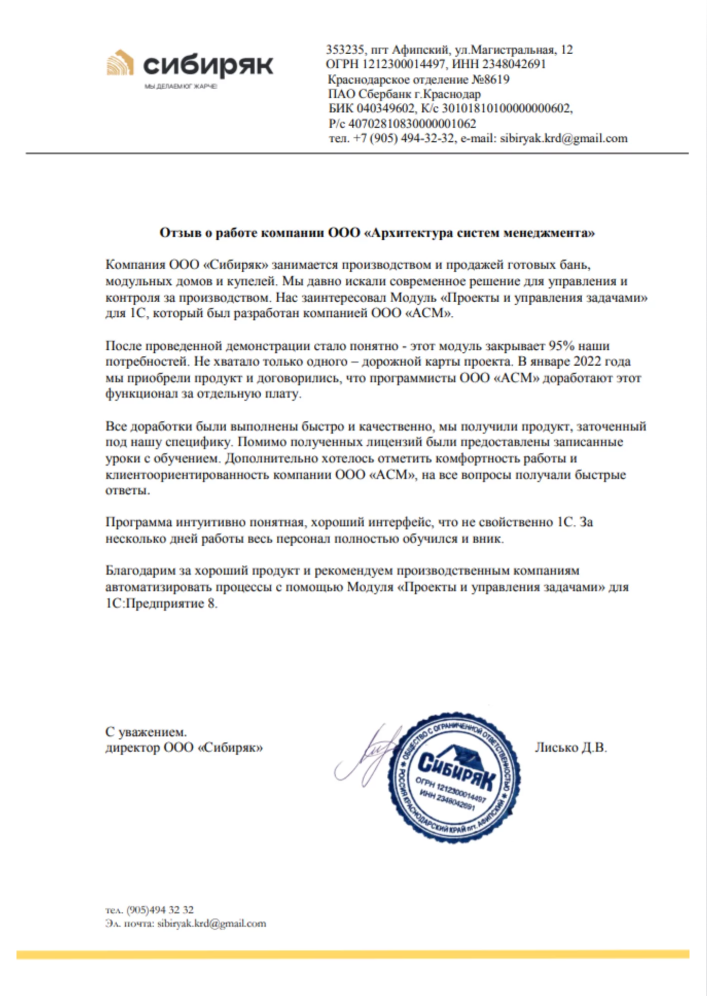 сибиряк
МЫ ДЕЛАЕМ ЮГ ЖАРЧЕ!
353235, пгт Афипский, ул.Магистральная, 12
ОГРН 1212300014497, ИНН 2348042691
Краснодарское отделение №8619
ПАО Сбербанк г.Краснодар
БИК 040349602, К/с 30101810100000000602,
Р/с 40702810830000001062
тел. +7 (905) 494-32-32, e-mail: sibiryak.krd@gmail.com
Отзыв о работе компании ООО «Архитектура систем менеджмента»
Компания ООО «Сибиряк» занимается производством и продажей готовых бань,
модульных домов и купелей. Мы давно искали современное решение для управления и
контроля за производством. Нас заинтересовал Модуль «Проекты и управления задачами»
для 1С, который был разработан компанией ООО «АСМ».
После проведенной демонстрации стало понятно - этот модуль закрывает 95% наши
потребностей. Не хватало только одного – дорожной карты проекта. В январе 2022 года
мы приобрели продукт и договорились, что программисты ООО «АСМ» доработают этот
функционал за отдельную плату.
Все доработки были выполнены быстро и качественно, мы получили продукт, заточенный
под нашу специфику. Помимо полученных лицензий были предоставлены записанные
уроки с обучением. Дополнительно хотелось отметить комфортность работы и
клиентоориентированность компании ООО «АСМ», на все вопросы получали быстрые
ответы.
Программа интуитивно понятная, хороший интерфейс, что не свойственно 1С. За
несколько дней работы весь персонал полностью обучился и вник.
Благодарим за хороший продукт и рекомендуем производственным компаниям
автоматизировать процессы с помощью Модуля «Проекты и управления задачами» для
1С:Предприятие 8.
С уважением.
директор ООО «Сибиряк»
ОБЩЕСТВО С ОГРАНИЧЕННОЙ ОТВЕТСТВЕННОСТЬЮ
СИБИРЯК
ОГРН 1212300014497
ИНН 2348042691
РОССИЯ КРАСНОДАРСКИЙ КРАЙ пгт. АФИПСКИЙ
Лисько Д.В.
тел. (905)494 32 32
Эл. почта: sibiryak.krd@gmail.com